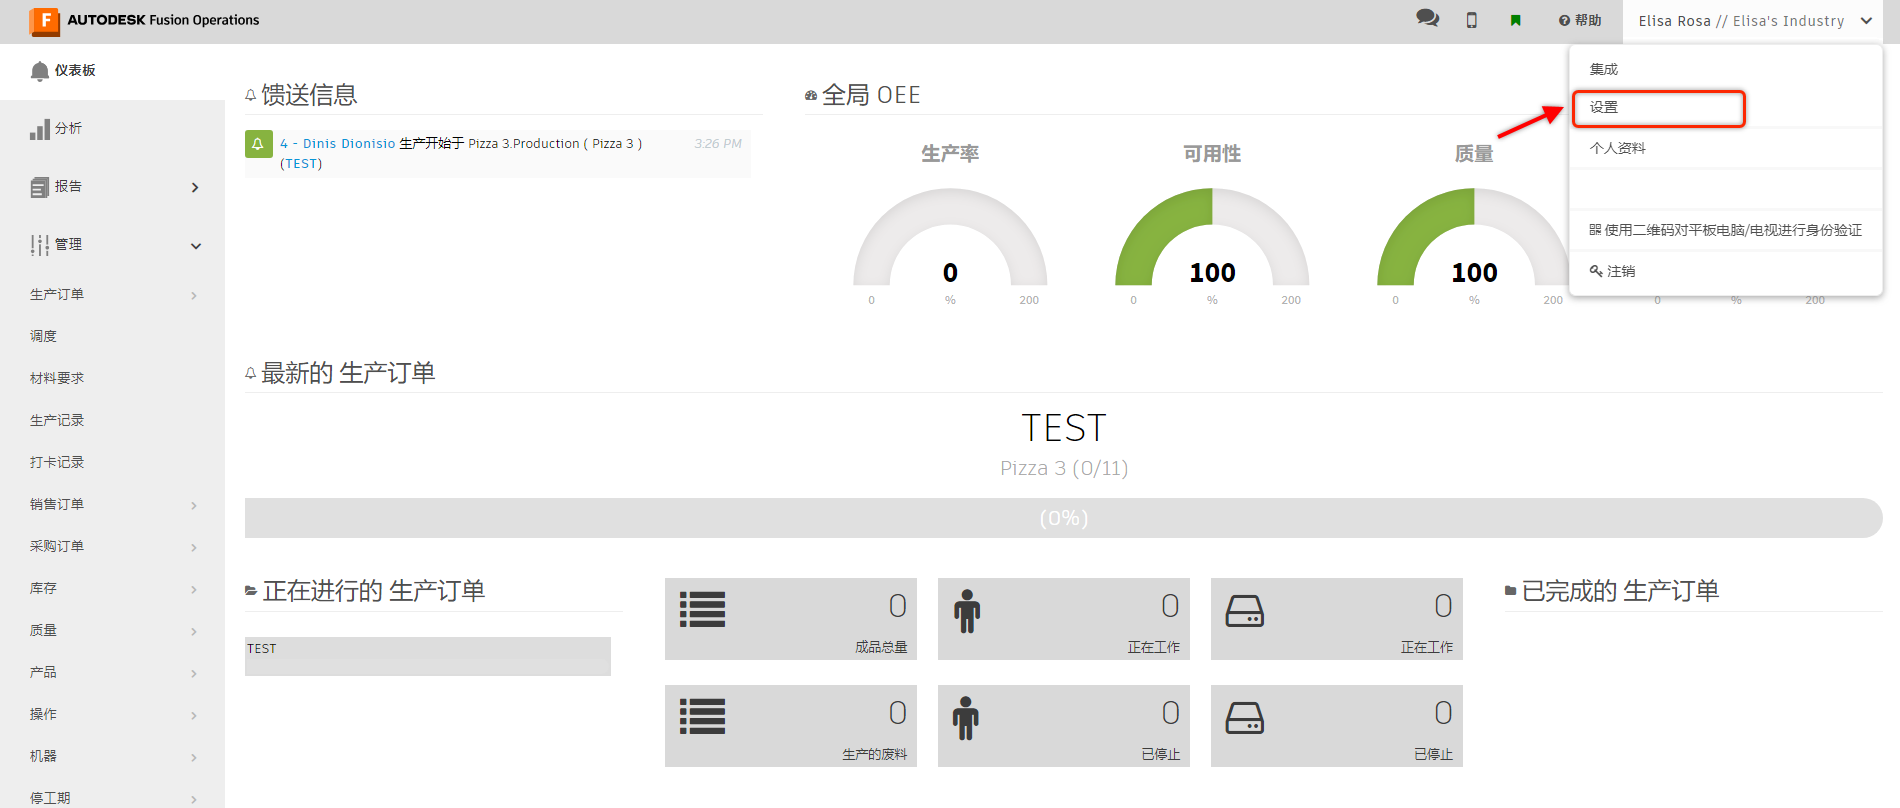 AUTODESK Fusion Operations
帮助
Elisa Rosa // Elisa's Industry
集成
设置
个人资料
使用二维码对平板电脑/电视进行身份验证
注销
仪表板
分析
报告
管理
生产订单
调度
材料要求
生产记录
打卡记录
销售订单
采购订单
库存
质量
产品
操作
机器
停工期
馈送信息
4 - Dinis Dionisio 生产开始于 Pizza 3.Production ( Pizza 3 ) 3:26 PM
(TEST)
全局 OEE
生产率 可用性 质量
0 100 100
0 % 200 0 % 200 0 % 200 0 % 200
最新的 生产订单
TEST
Pizza 3 (0/11)
(0%)
正在进行的 生产订单
TEST
0 0 0
成品总量 正在工作 正在工作
0 0 0
生产的废料 已停止 已停止
已完成的 生产订单